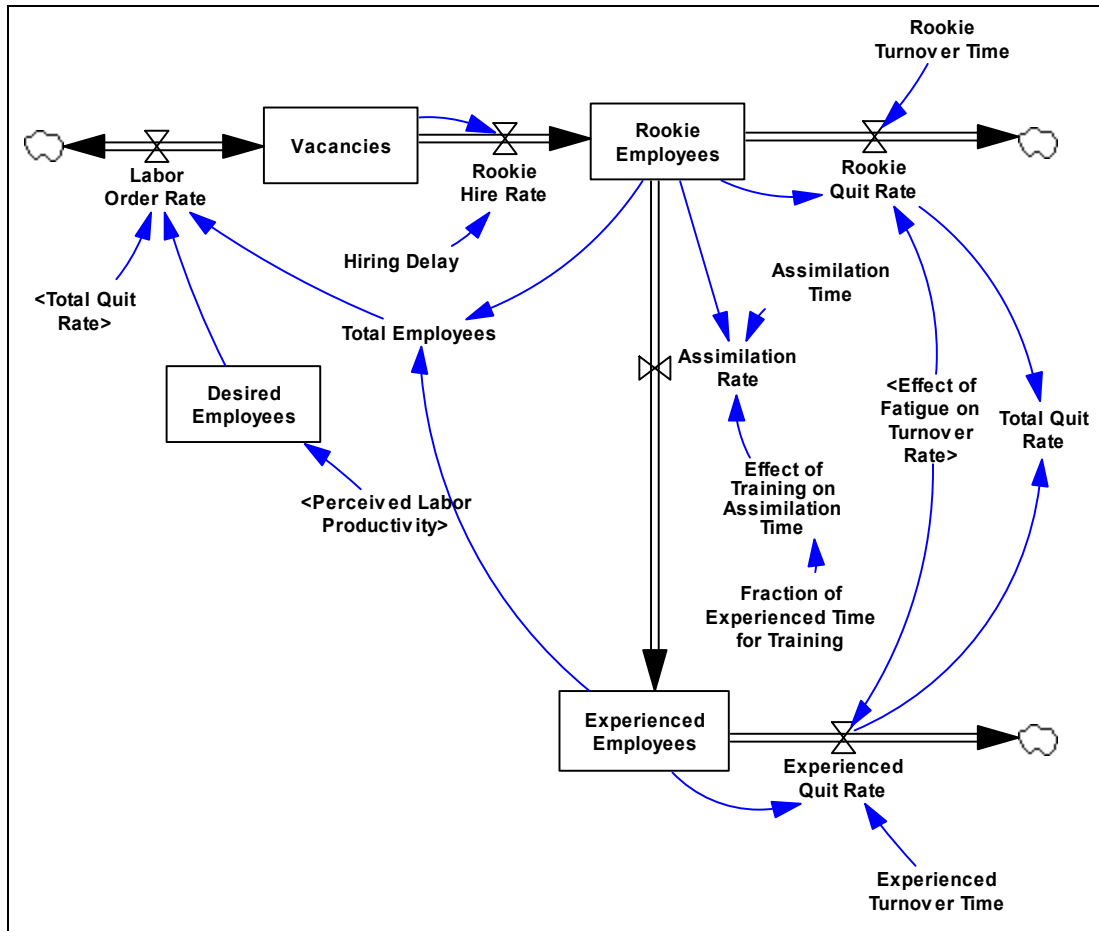 Rookie
Turnover Time
Vacancies
Rookie
Employees
Labor
Order Rate
Rookie
Hire Rate
Rookie
Quit Rate
Hiring Delay
Assimilation
Time
<Total Quit
Rate>
Total Employees
Assimilation
Rate
Desired
Employees
<Effect of
Fatigue on
Turnover
Rate>
Total Quit
Rate
<Perceived Labor
Productivity>
Effect of
Training on
Assimilation
Time
Fraction of
Experienced Time
for Training
Experienced
Employees
Experienced
Quit Rate
Experienced
Turnover Time